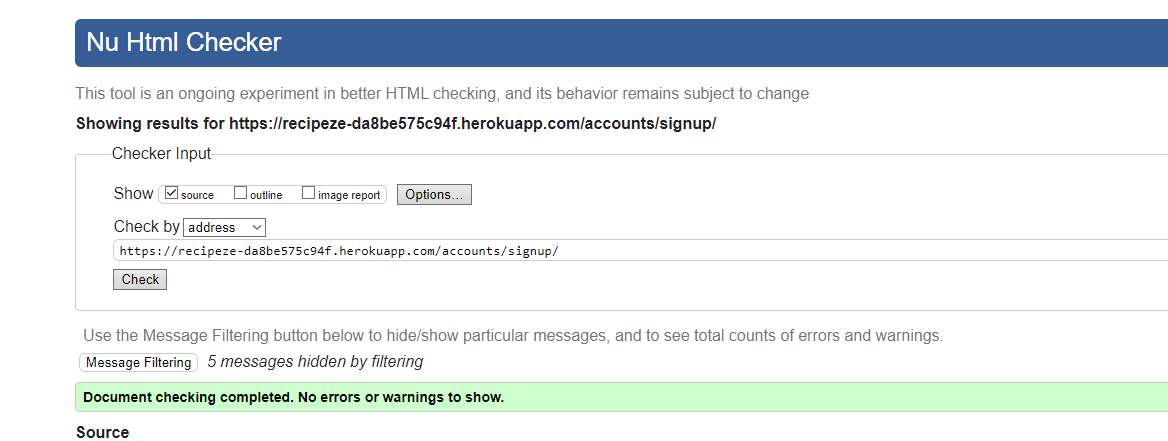 Nu Html Checker
This tool is an ongoing experiment in better HTML checking, and its behavior remains subject to change
Showing results for https://recipeze-da8be575c94f.herokuapp.com/accounts/signup/
Checker Input
Show source outline image report Options...
Check by address
https://recipeze-da8be575c94f.herokuapp.com/accounts/signup/
Check
Use the Message Filtering button below to hide/show particular messages, and to see total counts of errors and warnings.
Message Filtering 5 messages hidden by filtering
Document checking completed. No errors or warnings to show.
Source